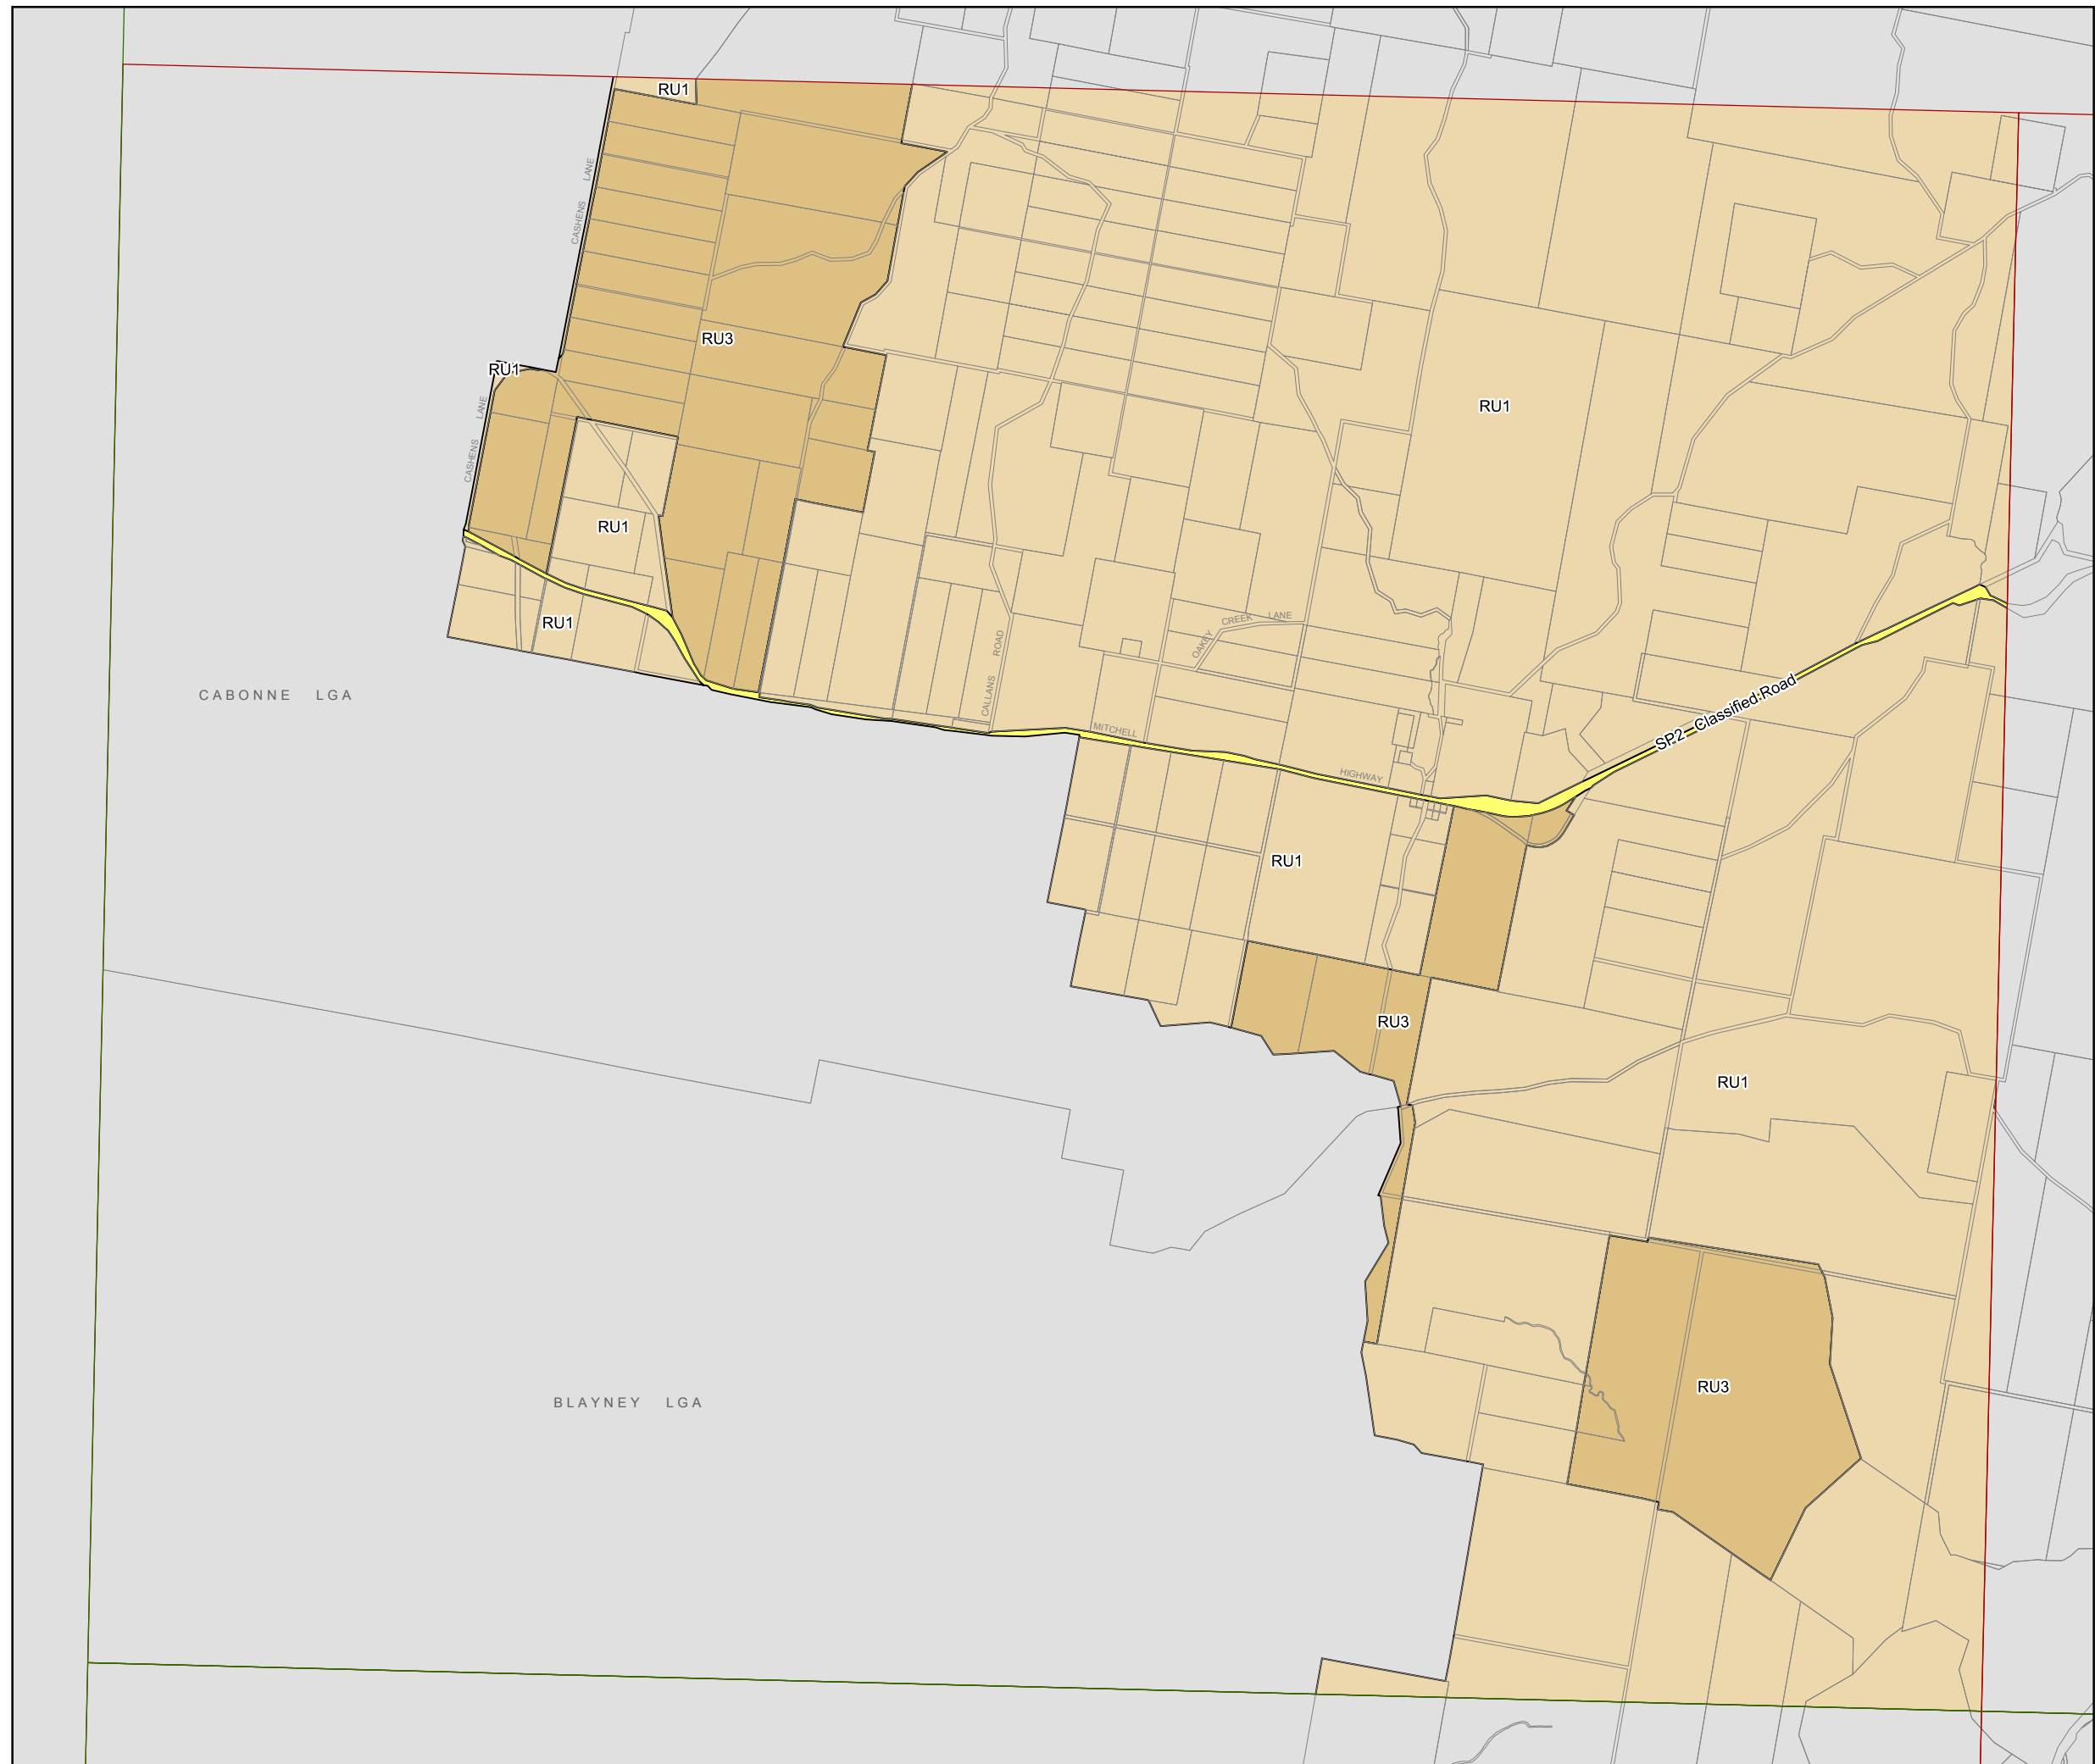 RU1
CASHENS LANE
RU3
RU1
CASHENS LANE
RU1
RU1
RU1
OAKEY CREEK LANE
CALLANS ROAD
CABONNE LGA
SP2 Classified Road
MITCHELL
HIGHWAY
RU1
RU3
RU1
RU3
BLAYNEY LGA